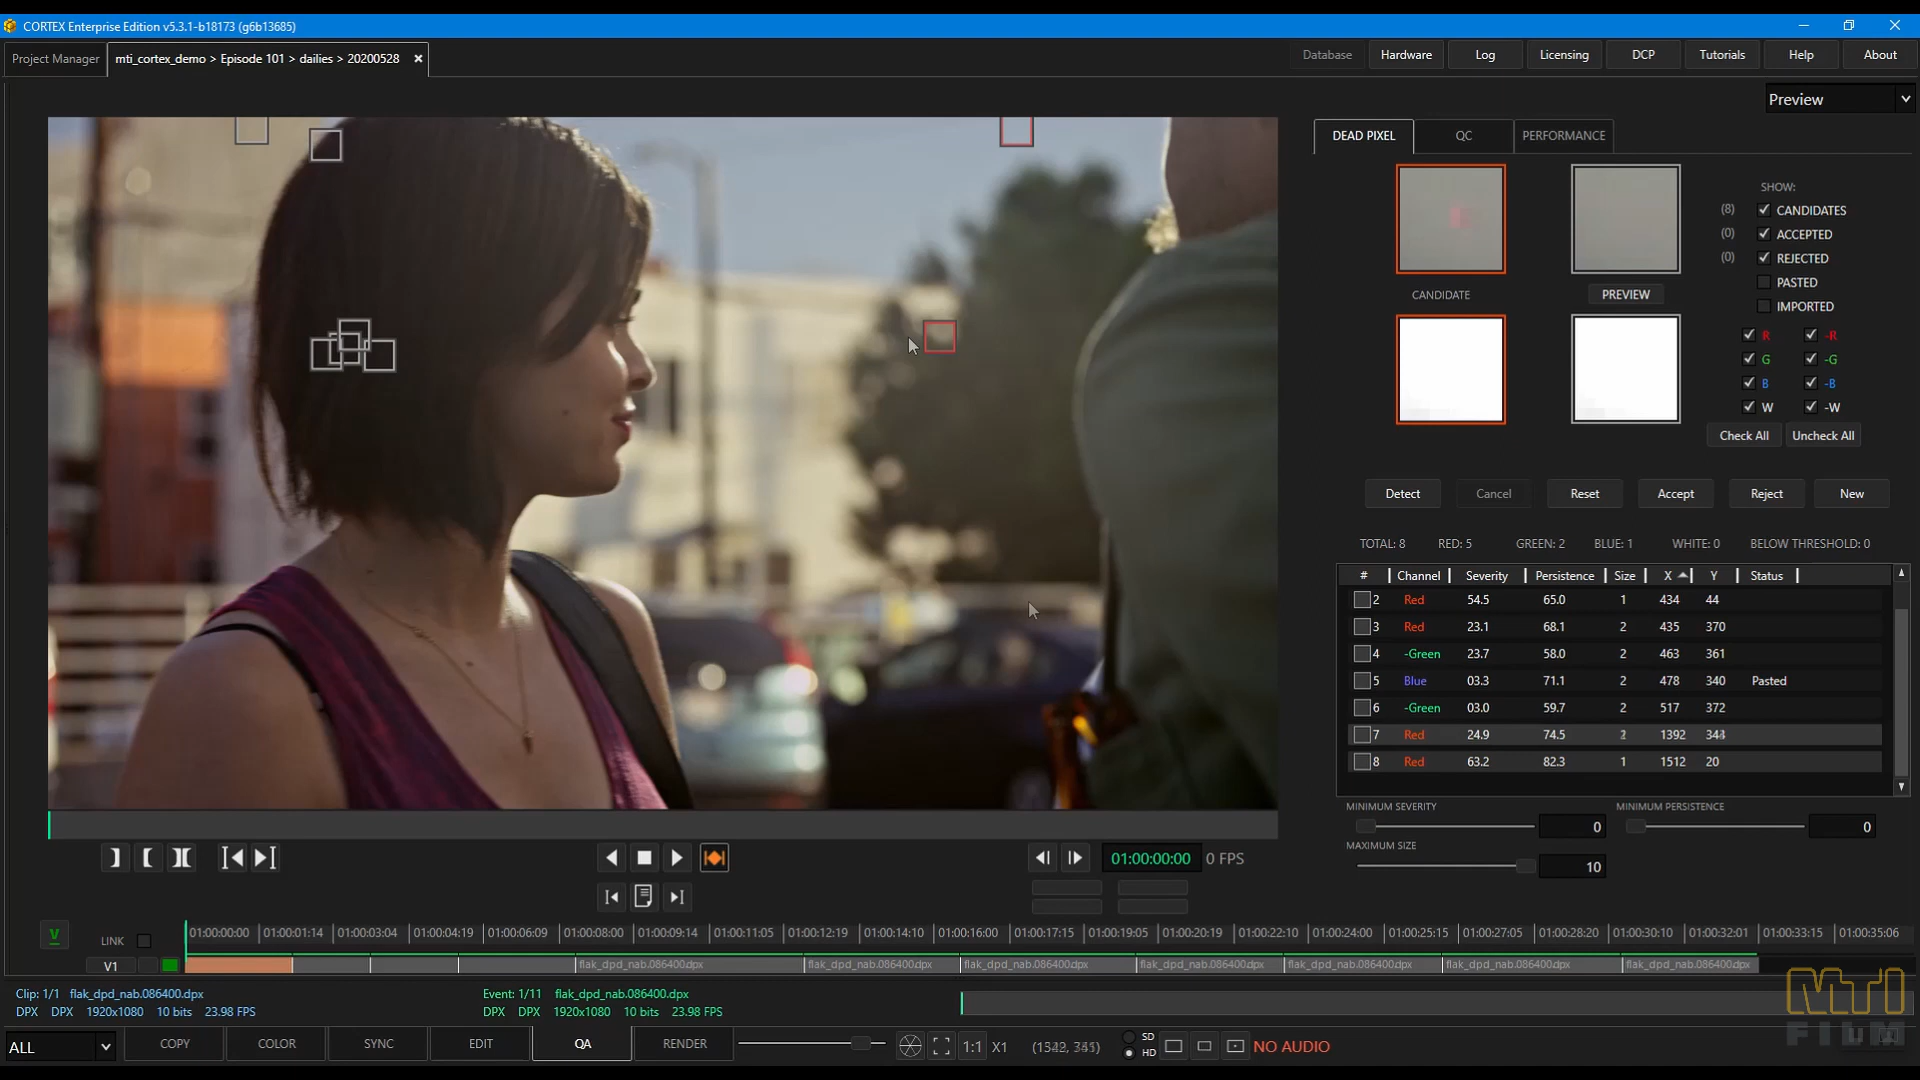 CORTEX Enterprise Edition v5.3.1-b18173 (g6b13685)
Project Manager
mti_cortex_demo > Episode 101 > dailies > 20200528
Database
Hardware
Log
Licensing
DCP
Tutorials
Help
About
Preview
DEAD PIXEL
QC
PERFORMANCE
SHOW:
(8) CANDIDATES
(0) ACCEPTED
(0) REJECTED
PASTED
IMPORTED
CANDIDATE
PREVIEW
R -R
G -G
B -B
W -W
Check All Uncheck All
Detect Cancel Reset Accept Reject New
TOTAL: 8 RED: 5 GREEN: 2 BLUE: 1 WHITE: 0 BELOW THRESHOLD: 0
# Channel Severity Persistence Size X Y Status
2 Red 54.5 65.0 1 434 44
3 Red 23.1 68.1 2 435 370
4 -Green 23.7 58.0 2 463 361
5 Blue 03.3 71.1 2 478 340 Pasted
6 -Green 03.0 59.7 2 517 372
7 Red 24.9 74.5 1392
8 Red 63.2 82.3 1 1512 20
MINIMUM SEVERITY
0
MINIMUM PERSISTENCE
0
MAXIMUM SIZE
10
01:00:00:00 0 FPS
V
LINK
01:00:00:00 01:00:01:14 01:00:03:04 01:00:04:19 01:00:06:09 01:00:08:00 01:00:09:14 01:00:11:05 01:00:12:19 01:00:14:10 01:00:16:00 01:00:17:15 01:00:19:05 01:00:20:19 01:00:22:10 01:00:24:00 01:00:25:15 01:00:27:05 01:00:28:20 01:00:30:10 01:00:32:01 01:00:33:15 01:00:35:06
V1
flak_dpd_nab.086400.dpx flak_dpd_nab.086400.dpx flak_dpd_nab.086400.dpx flak_dpd_nab.086400.dpx flak_dpd_nab.086400.dpx flak_dpd_nab.086400.dpx flak_dpd_nab.086400.dpx
Clip: 1/1 flak_dpd_nab.086400.dpx
DPX DPX 1920x1080 10 bits 23.98 FPS
Event: 1/11 flak_dpd_nab.086400.dpx
DPX DPX 1920x1080 10 bits 23.98 FPS
ALL
COPY
COLOR
SYNC
EDIT
QA
RENDER
1:1
X1
SD
HD
NO AUDIO
MTI
FILM